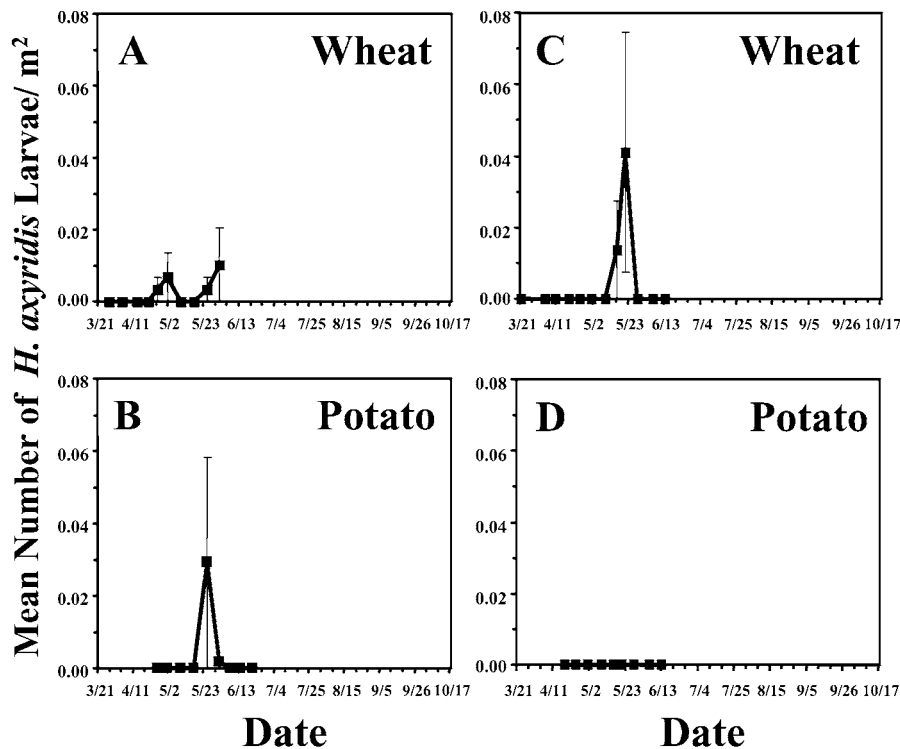 Mean Number of H. axyridis Larvae/ m²
A Wheat
0.08
0.06
0.04
0.02
0.00
3/21 4/11 5/2 5/23 6/13 7/4 7/25 8/15 9/5 9/26 10/17
C Wheat
0.08
0.06
0.04
0.02
0.00
3/21 4/11 5/2 5/23 6/13 7/4 7/25 8/15 9/5 9/26 10/17
B Potato
0.08
0.06
0.04
0.02
0.00
3/21 4/11 5/2 5/23 6/13 7/4 7/25 8/15 9/5 9/26 10/17
Date
D Potato
0.08
0.06
0.04
0.02
0.00
3/21 4/11 5/2 5/23 6/13 7/4 7/25 8/15 9/5 9/26 10/17
Date